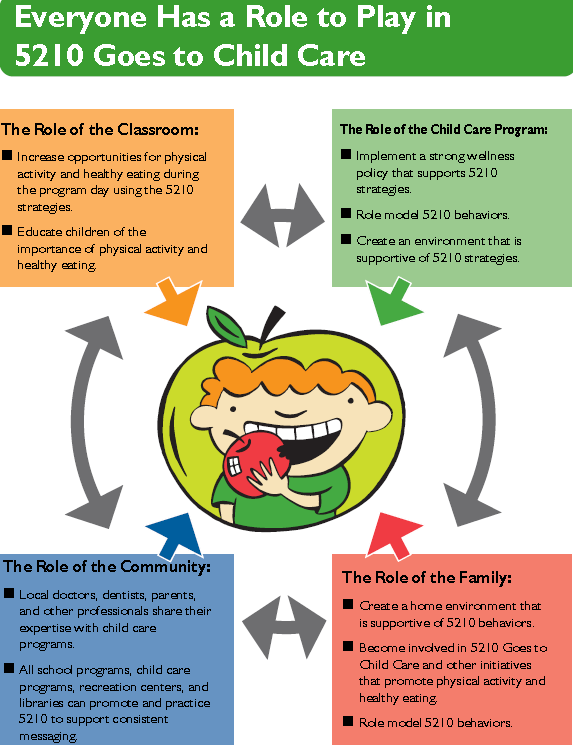 Everyone Has a Role to Play in
5210 Goes to Child Care
The Role of the Classroom:
■ Increase opportunities for physical
activity and healthy eating during
the program day using the 5210
strategies.
■ Educate children of the
importance of physical activity and
healthy eating.
The Role of the Child Care Program:
■ Implement a strong wellness
policy that supports 5210
strategies.
■ Role model 5210 behaviors.
■ Create an environment that is
supportive of 5210 strategies.
The Role of the Community:
■ Local doctors, dentists, parents,
and other professionals share their
expertise with child care
programs.
■ All school programs, child care
programs, recreation centers, and
libraries can promote and practice
5210 to support consistent
messaging.
The Role of the Family:
■ Create a home environment that
is supportive of 5210 behaviors.
■ Become involved in 5210 Goes to
Child Care and other initiatives
that promote physical activity and
healthy eating.
■ Role model 5210 behaviors.